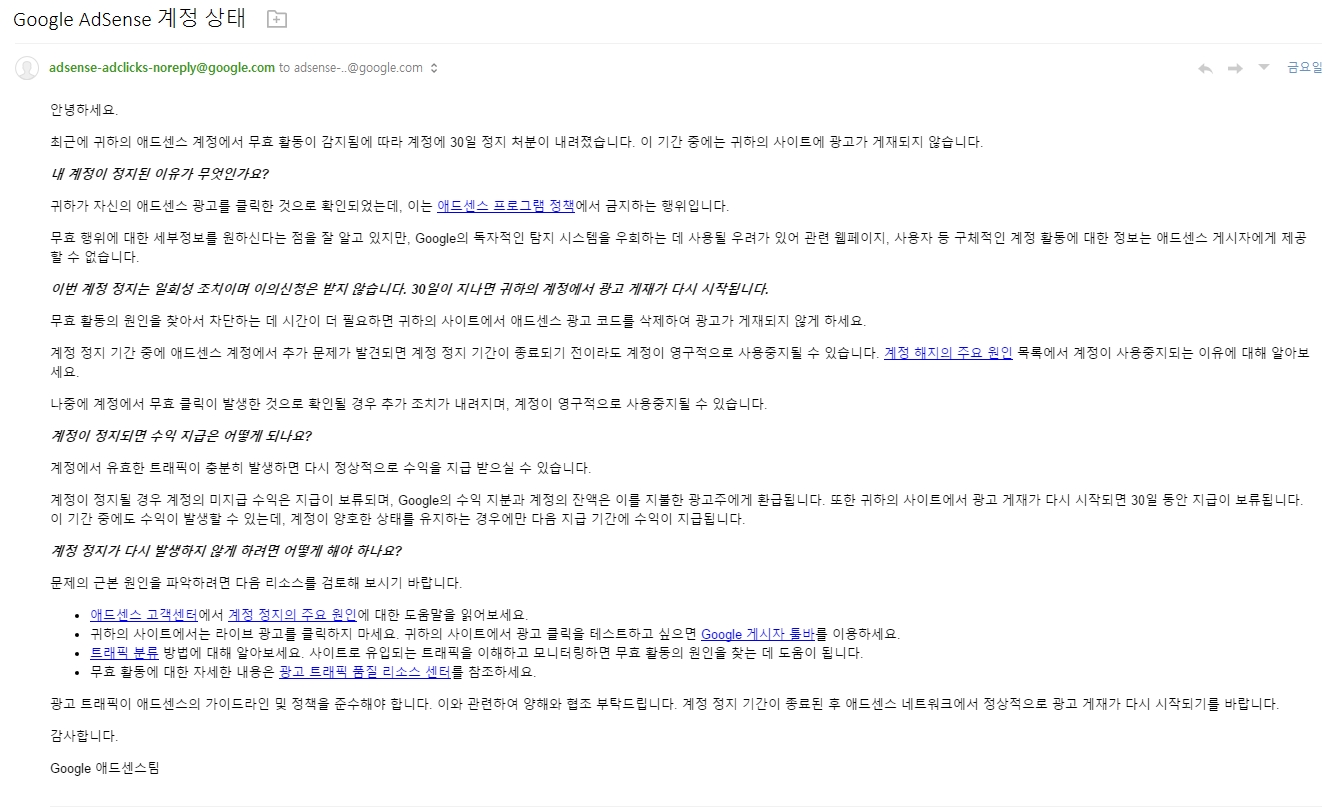 Google AdSense 계정 상태
adsense-adclicks-noreply@google.com to adsense-..@google.com
금요일
안녕하세요.
최근에 귀하의 애드센스 계정에서 무효 활동이 감지됨에 따라 계정에 30일 정지 처분이 내려졌습니다. 이 기간 중에는 귀하의 사이트에 광고가 게재되지 않습니다.
내 계정이 정지된 이유가 무엇인가요?
귀하가 자신의 애드센스 광고를 클릭한 것으로 확인되었는데, 이는 애드센스 프로그램 정책에서 금지하는 행위입니다.
무효 행위에 대한 세부정보를 원하신다는 점을 잘 알고 있지만, Google의 독자적인 탐지 시스템을 우회하는 데 사용될 우려가 있어 관련 웹페이지, 사용자 등 구체적인 계정 활동에 대한 정보는 애드센스 게시자에게 제공
할 수 없습니다.
이번 계정 정지는 일회성 조치이며 이의신청은 받지 않습니다. 30일이 지나면 귀하의 계정에서 광고 게재가 다시 시작됩니다.
무효 활동의 원인을 찾아서 차단하는 데 시간이 더 필요하면 귀하의 사이트에서 애드센스 광고 코드를 삭제하여 광고가 게재되지 않게 하세요.
계정 정지 기간 중에 애드센스 계정에서 추가 문제가 발견되면 계정 정지 기간이 종료되기 전이라도 계정이 영구적으로 사용중지될 수 있습니다. 계정 해지의 주요 원인 목록에서 계정이 사용중지되는 이유에 대해 알아보
세요.
나중에 계정에서 무효 클릭이 발생한 것으로 확인될 경우 추가 조치가 내려지며, 계정이 영구적으로 사용중지될 수 있습니다.
계정이 정지되면 수익 지급은 어떻게 되나요?
계정에서 유효한 트래픽이 충분히 발생하면 다시 정상적으로 수익을 지급 받으실 수 있습니다.
계정이 정지될 경우 계정의 미지급 수익은 지급이 보류되며, Google의 수익 지분과 계정의 잔액은 이를 지불한 광고주에게 환급됩니다. 또한 귀하의 사이트에서 광고 게재가 다시 시작되면 30일 동안 지급이 보류됩니다.
이 기간 중에도 수익이 발생할 수 있는데, 계정이 양호한 상태를 유지하는 경우에만 다음 지급 기간에 수익이 지급됩니다.
계정 정지가 다시 발생하지 않게 하려면 어떻게 해야 하나요?
문제의 근본 원인을 파악하려면 다음 리소스를 검토해 보시기 바랍니다.
• 애드센스 고객센터에서 계정 정지의 주요 원인에 대한 도움말을 읽어보세요.
• 귀하의 사이트에서는 라이브 광고를 클릭하지 마세요. 귀하의 사이트에서 광고 클릭을 테스트하고 싶으면 Google 게시자 툴바를 이용하세요.
• 트래픽 분류 방법에 대해 알아보세요. 사이트로 유입되는 트래픽을 이해하고 모니터링하면 무효 활동의 원인을 찾는 데 도움이 됩니다.
• 무효 활동에 대한 자세한 내용은 광고 트래픽 품질 리소스 센터를 참조하세요.
광고 트래픽이 애드센스의 가이드라인 및 정책을 준수해야 합니다. 이와 관련하여 양해와 협조 부탁드립니다. 계정 정지 기간이 종료된 후 애드센스 네트워크에서 정상적으로 광고 게재가 다시 시작되기를 바랍니다.
감사합니다.
Google 애드센스팀